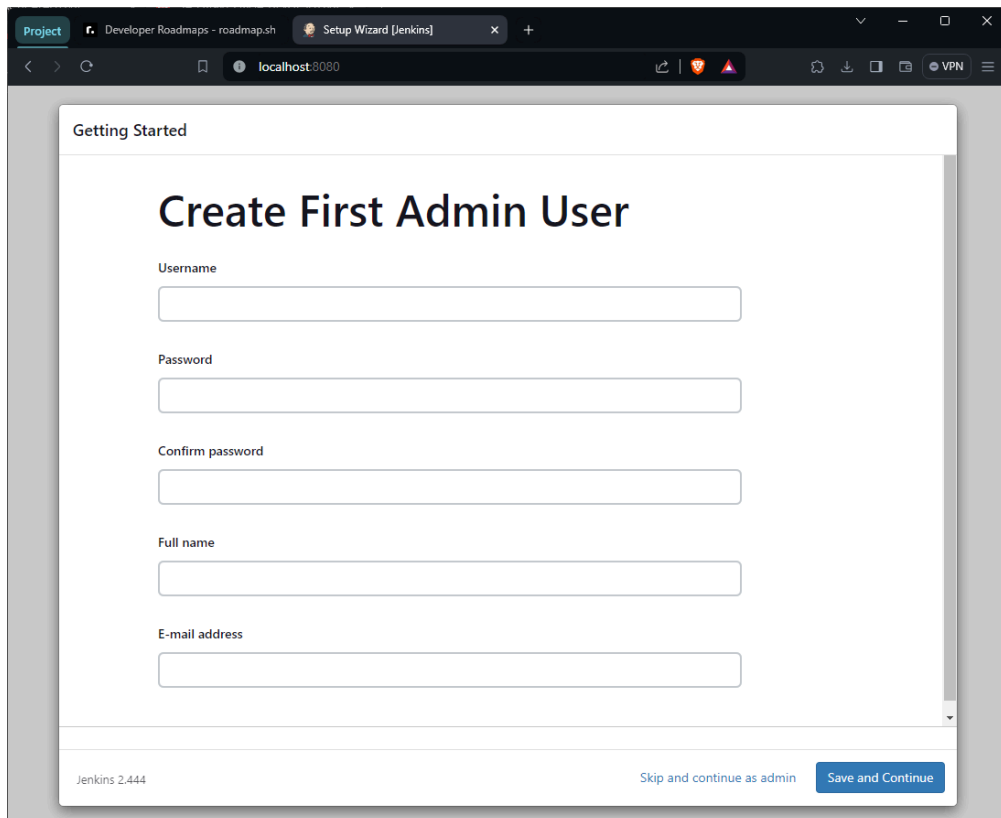 Project
Developer Roadmaps - roadmap.sh
Setup Wizard [Jenkins]
localhost:8080
VPN
Getting Started
Create First Admin User
Username
Password
Confirm password
Full name
E-mail address
Jenkins 2.444
Skip and continue as admin
Save and Continue